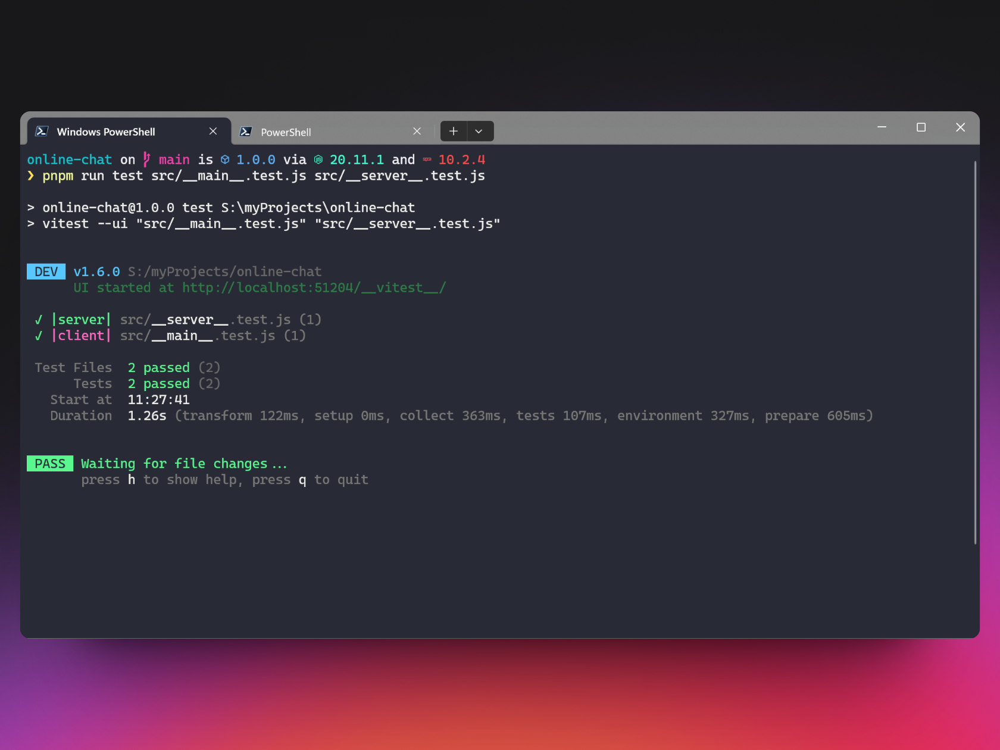 Windows PowerShell
PowerShell
online-chat on main is 1.0.0 via 20.11.1 and 10.2.4
❯ pnpm run test src/__main__.test.js src/__server__.test.js
> online-chat@1.0.0 test S:\myProjects\online-chat
> vitest --ui "src/__main__.test.js" "src/__server__.test.js"
DEV v1.6.0 S:/myProjects/online-chat
UI started at http://localhost:51204/__vitest__/
✓ |server| src/__server__.test.js (1)
✓ |client| src/__main__.test.js (1)
Test Files 2 passed (2)
Tests 2 passed (2)
Start at 11:27:41
Duration 1.26s (transform 122ms, setup 0ms, collect 363ms, tests 107ms, environment 327ms, prepare 605ms)
PASS Waiting for file changes...
press h to show help, press q to quit